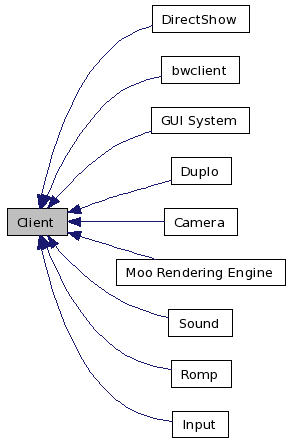 DirectShow
bwclient
GUI System
Duplo
Client
Camera
Moo Rendering Engine
Sound
Romp
Input